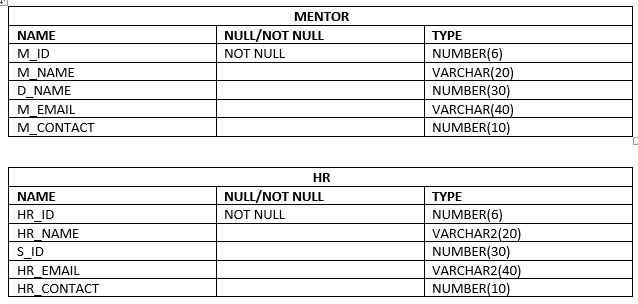 MENTOR
NAME NULL/NOT NULL TYPE
M_ID NOT NULL NUMBER(6)
M_NAME VARCHAR(20)
D_NAME NUMBER(30)
M_EMAIL VARCHAR(40)
M_CONTACT NUMBER(10)
HR
NAME NULL/NOT NULL TYPE
HR_ID NOT NULL NUMBER(6)
HR_NAME VARCHAR2(20)
S_ID NUMBER(30)
HR_EMAIL VARCHAR2(40)
HR_CONTACT NUMBER(10)